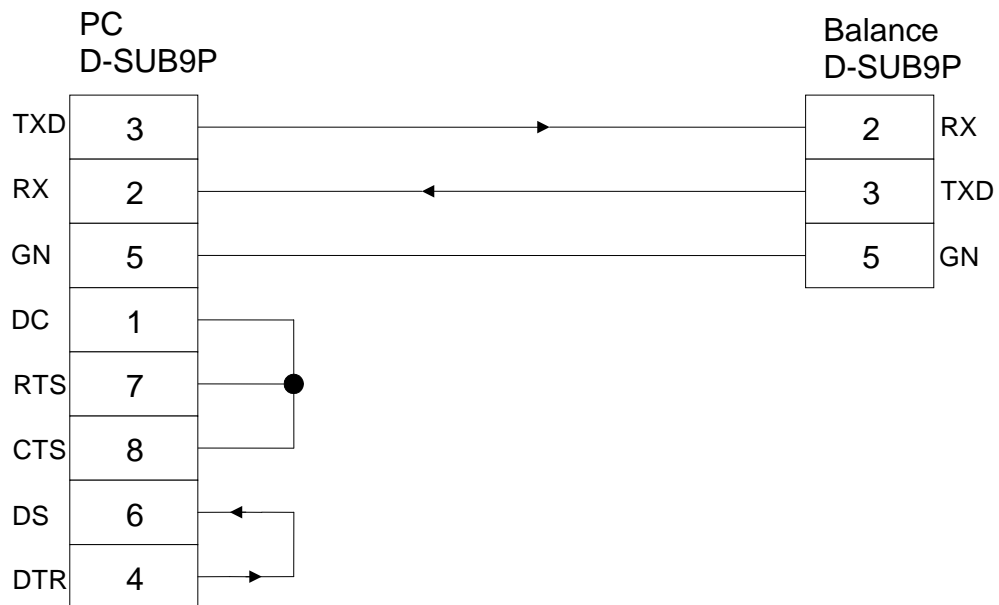 PC
D-SUB9P
Balance
D-SUB9P
TXD 3 2 RX
RX 2 3 TXD
GN 5 5 GN
DC 1
RTS 7
CTS 8
DS 6
DTR 4